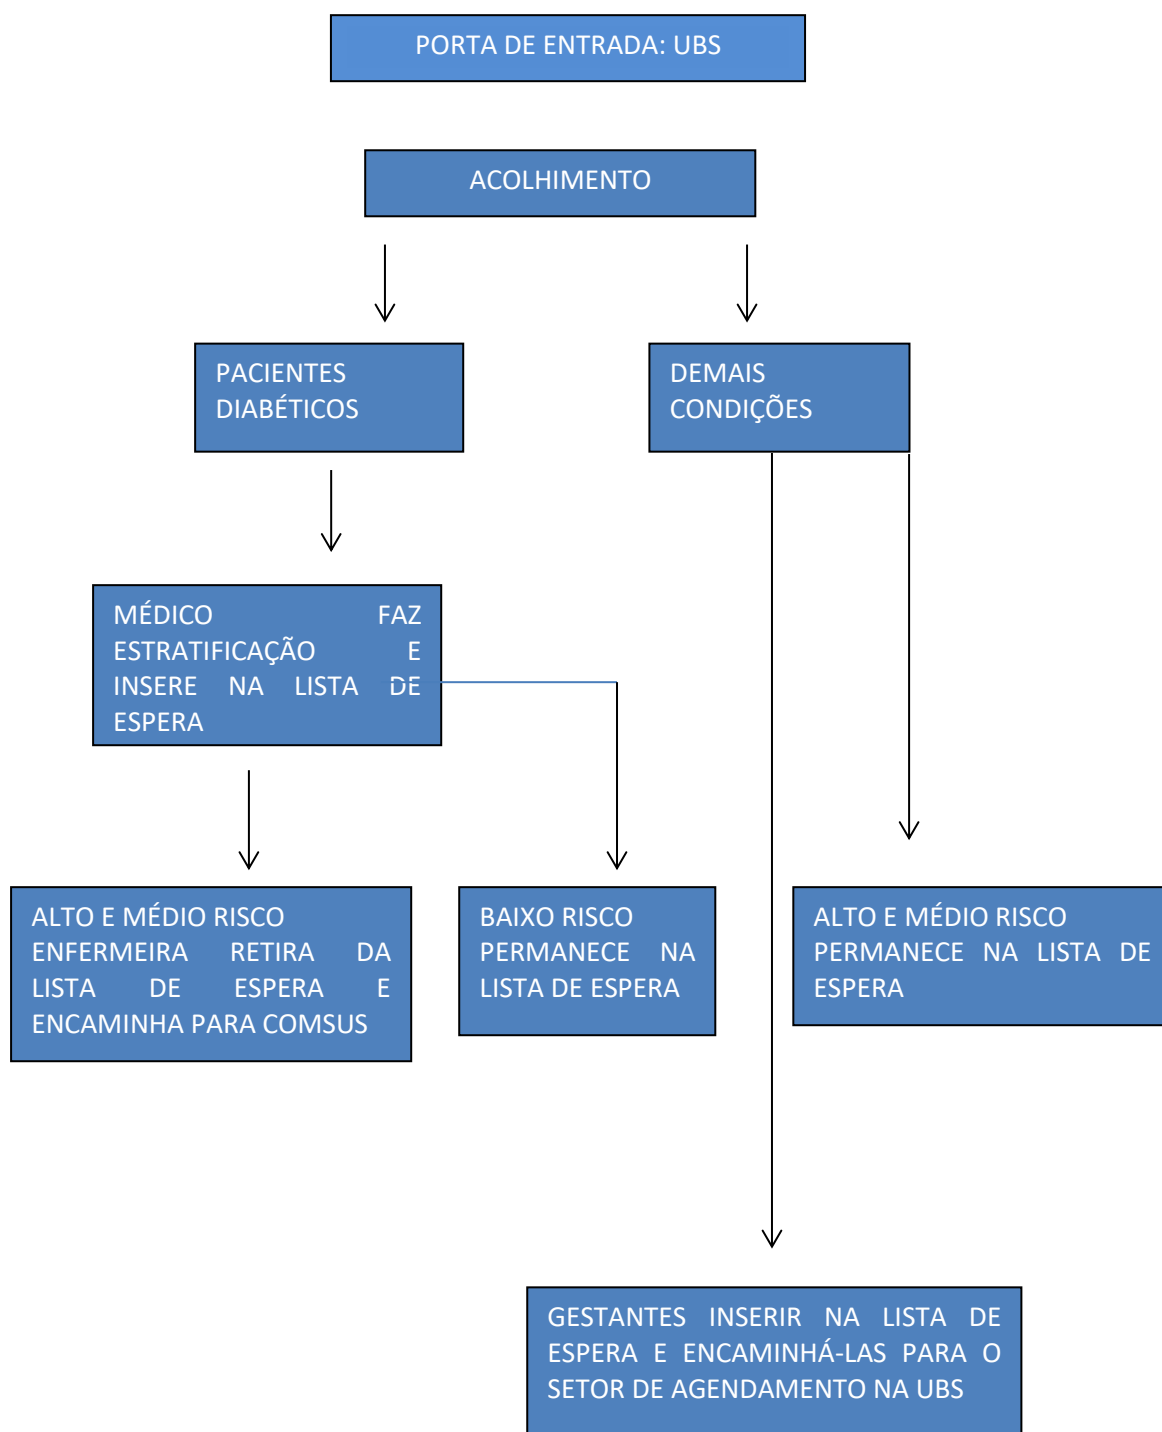 PORTA DE ENTRADA: UBS
ACOLHIMENTO
PACIENTES
DIABÉTICOS
DEMAIS
CONDIÇÕES
MÉDICO FAZ
ESTRATIFICAÇÃO E
INSERE NA LISTA DE
ESPERA
ALTO E MÉDIO RISCO
ENFERMEIRA RETIRA DA
LISTA DE ESPERA E
ENCAMINHA PARA COMSUS
BAIXO RISCO
PERMANECE NA
LISTA DE ESPERA
ALTO E MÉDIO RISCO
PERMANECE NA LISTA DE
ESPERA
GESTANTES INSERIR NA LISTA DE
ESPERA E ENCAMINHÁ-LAS PARA O
SETOR DE AGENDAMENTO NA UBS